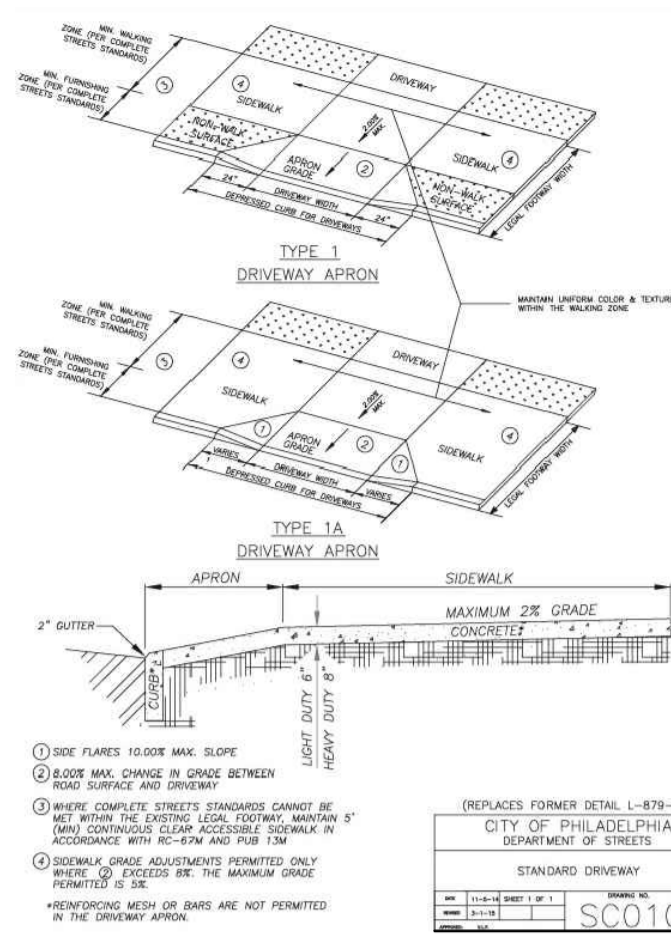 MIN. WALKING
ZONE (PER COMPLETE
STREETS STANDARDS)
MIN. FURNISHING
ZONE (PER COMPLETE
STREETS STANDARDS)
3
4
SIDEWALK
NON-WALK
SURFACE
DRIVEWAY
2.00%
MAX.
APRON
GRADE
2
SIDEWALK
4
NON-WALK
SURFACE
24"
DRIVEWAY WIDTH
24"
DEPRESSED CURB FOR DRIVEWAYS
LEGAL FOOTWAY WIDTH
TYPE 1
DRIVEWAY APRON
MAINTAIN UNIFORM COLOR & TEXTURE
WITHIN THE WALKING ZONE
MIN. WALKING
ZONE (PER COMPLETE
STREETS STANDARDS)
MIN. FURNISHING
ZONE (PER COMPLETE
STREETS STANDARDS)
3
4
SIDEWALK
DRIVEWAY
2.00%
MAX.
1
APRON
GRADE
2
1
SIDEWALK
4
VARIES
DRIVEWAY WIDTH
VARIES
DEPRESSED CURB FOR DRIVEWAYS
LEGAL FOOTWAY WIDTH
TYPE 1A
DRIVEWAY APRON
APRON
SIDEWALK
2" GUTTER
MAXIMUM 2% GRADE
CONCRETE*
CURB*
LIGHT DUTY 6"
HEAVY DUTY 8"
1 SIDE FLARES 10.00% MAX. SLOPE
2 8.00% MAX. CHANGE IN GRADE BETWEEN
ROAD SURFACE AND DRIVEWAY
3 WHERE COMPLETE STREETS STANDARDS CANNOT BE
MET WITHIN THE EXISTING LEGAL FOOTWAY, MAINTAIN 5'
(MIN) CONTINUOUS CLEAR ACCESSIBLE SIDEWALK IN
ACCORDANCE WITH RC-67M AND PUB 13M
4 SIDEWALK GRADE ADJUSTMENTS PERMITTED ONLY
WHERE 2 EXCEEDS 8%. THE MAXIMUM GRADE
PERMITTED IS 5%.
*REINFORCING MESH OR BARS ARE NOT PERMITTED
IN THE DRIVEWAY APRON.
(REPLACES FORMER DETAIL L-879-
CITY OF PHILADELPHIA
DEPARTMENT OF STREETS
STANDARD DRIVEWAY
DATE 11-5-14 SHEET 1 OF 1
REVISED 3-1-15
APPROVED:
DRAWING NO.
SC010